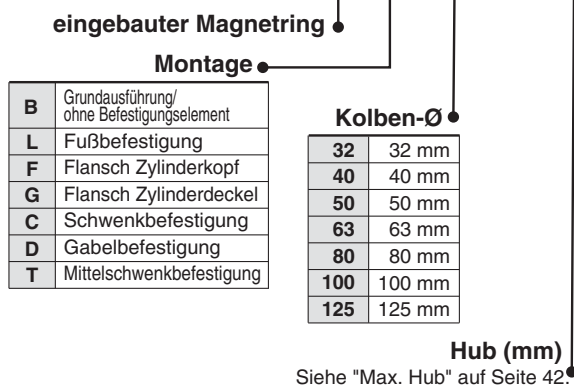 eingebauter Magnetring
Montage
B Grundausführung/
ohne Befestigungselement
L Fußbefestigung
F Flansch Zylinderkopf
G Flansch Zylinderdeckel
C Schwenkbefestigung
D Gabelbefestigung
T Mittelschwenkbefestigung
Kolben-Ø
32 32 mm
40 40 mm
50 50 mm
63 63 mm
80 80 mm
100 100 mm
125 125 mm
Hub (mm)
Siehe "Max. Hub" auf Seite 42.